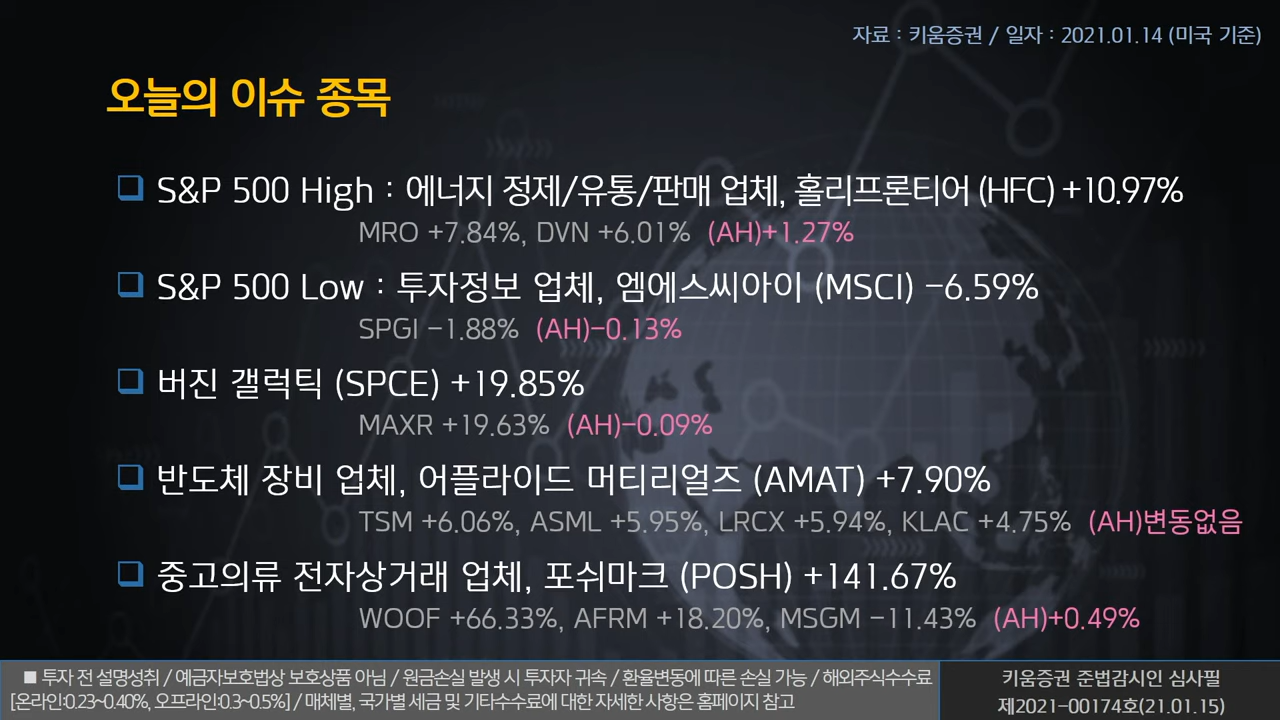 자료 : 키움증권 / 일자 : 2021.01.14 (미국 기준)
오늘의 이슈 종목
S&P 500 High : 에너지 정제/유통/판매 업체, 홀리프론티어 (HFC) +10.97%
MRO +7.84%, DVN +6.01% (AH)+1.27%
S&P 500 Low : 투자정보 업체, 엠에스씨아이 (MSCI) -6.59%
SPGI -1.88% (AH)-0.13%
버진 갤럭틱 (SPCE) +19.85%
MAXR +19.63% (AH)-0.09%
반도체 장비 업체, 어플라이드 머티리얼즈 (AMAT) +7.90%
TSM +6.06%, ASML +5.95%, LRCX +5.94%, KLAC +4.75% (AH)변동없음
중고의류 전자상거래 업체, 포쉬마크 (POSH) +141.67%
WOOF +66.33%, AFRM +18.20%, MSGM -11.43% (AH)+0.49%
■ 투자 전 설명성취 / 예금자보호법상 보호상품 아님 / 원금손실 발생 시 투자자 귀속 / 환율변동에 따른 손실 가능 / 해외주식수수료
[온라인:0.23~0.40%, 오프라인:0.3~0.5%] / 매체별, 국가별 세금 및 기타수수료에 대한 자세한 사항은 홈페이지 참고
키움증권 준법감시인 심사필
제2021-00174호(21.01.15)